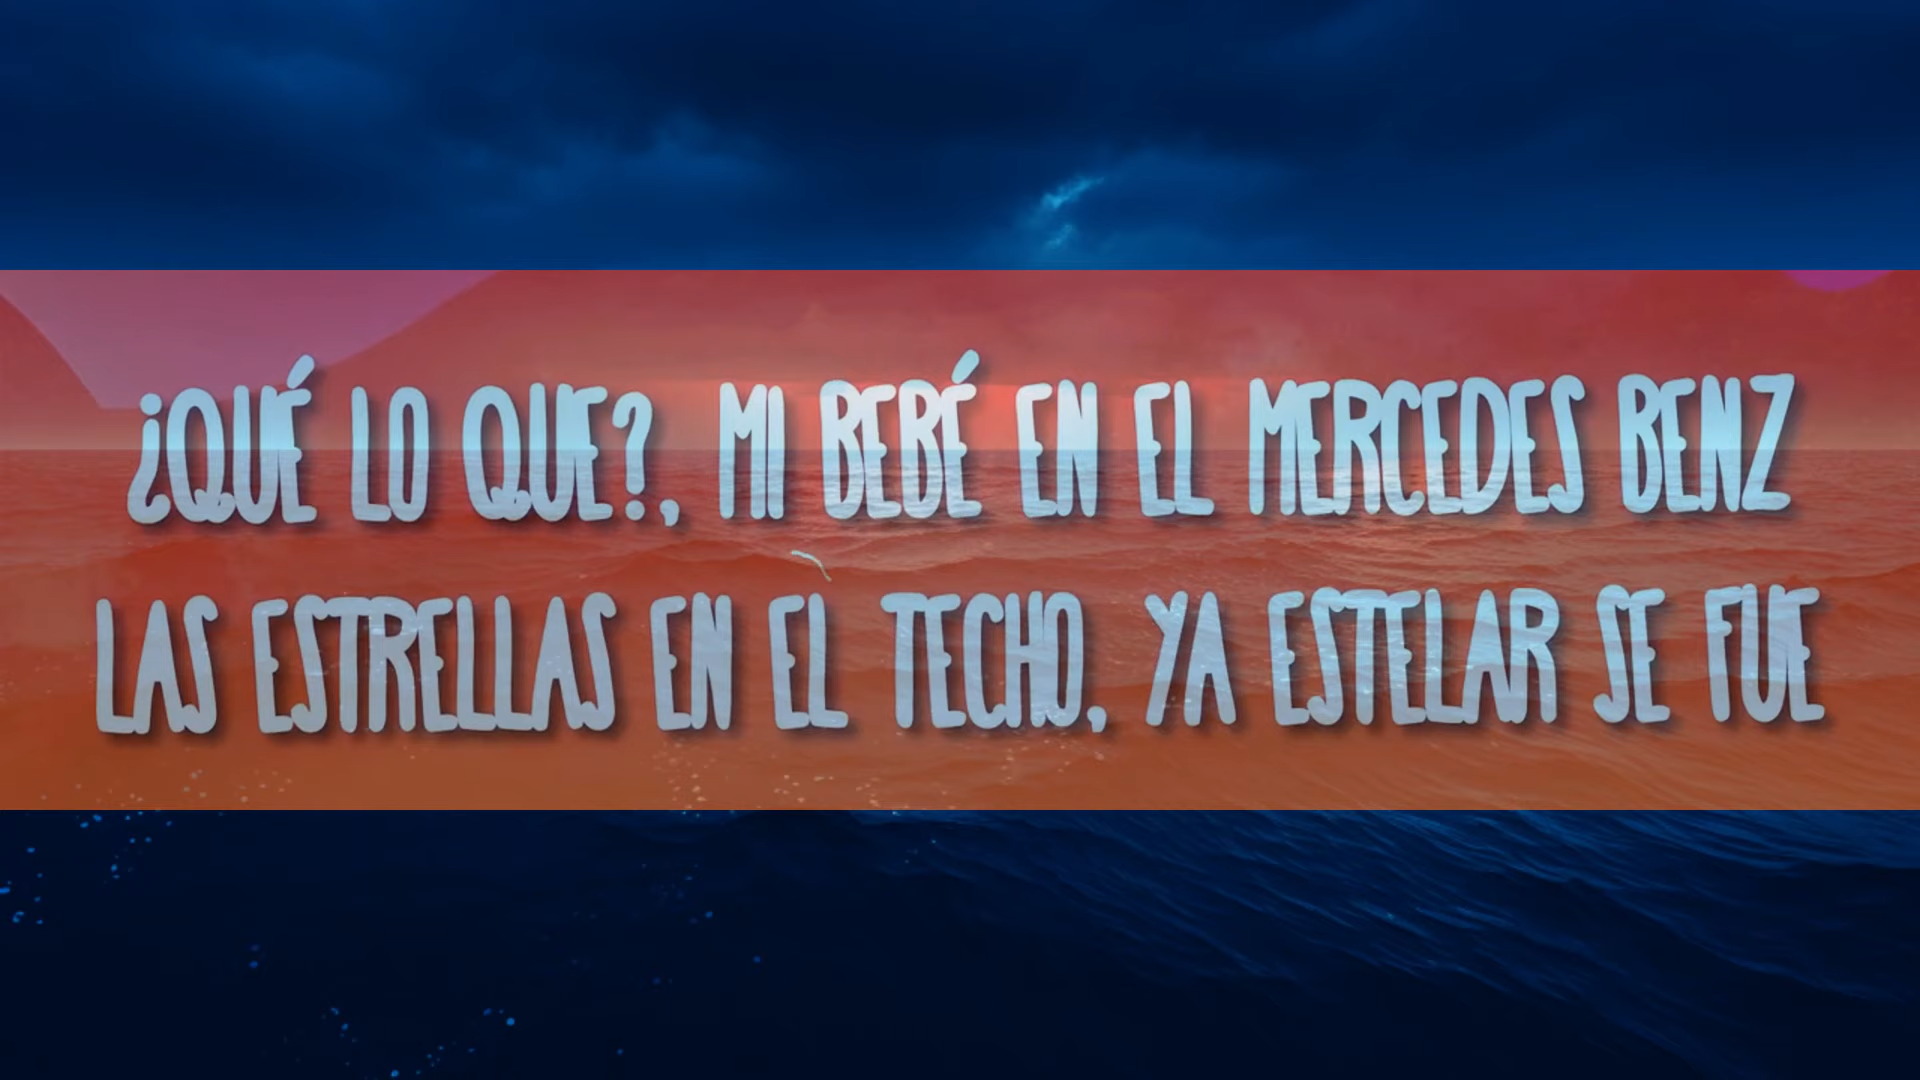 ¿QUÉ LO QUE?, MI BEBÉ EN EL MERCEDES BENZ
LAS ESTRELLAS EN EL TECHO, YA ESTELAR SE FUE